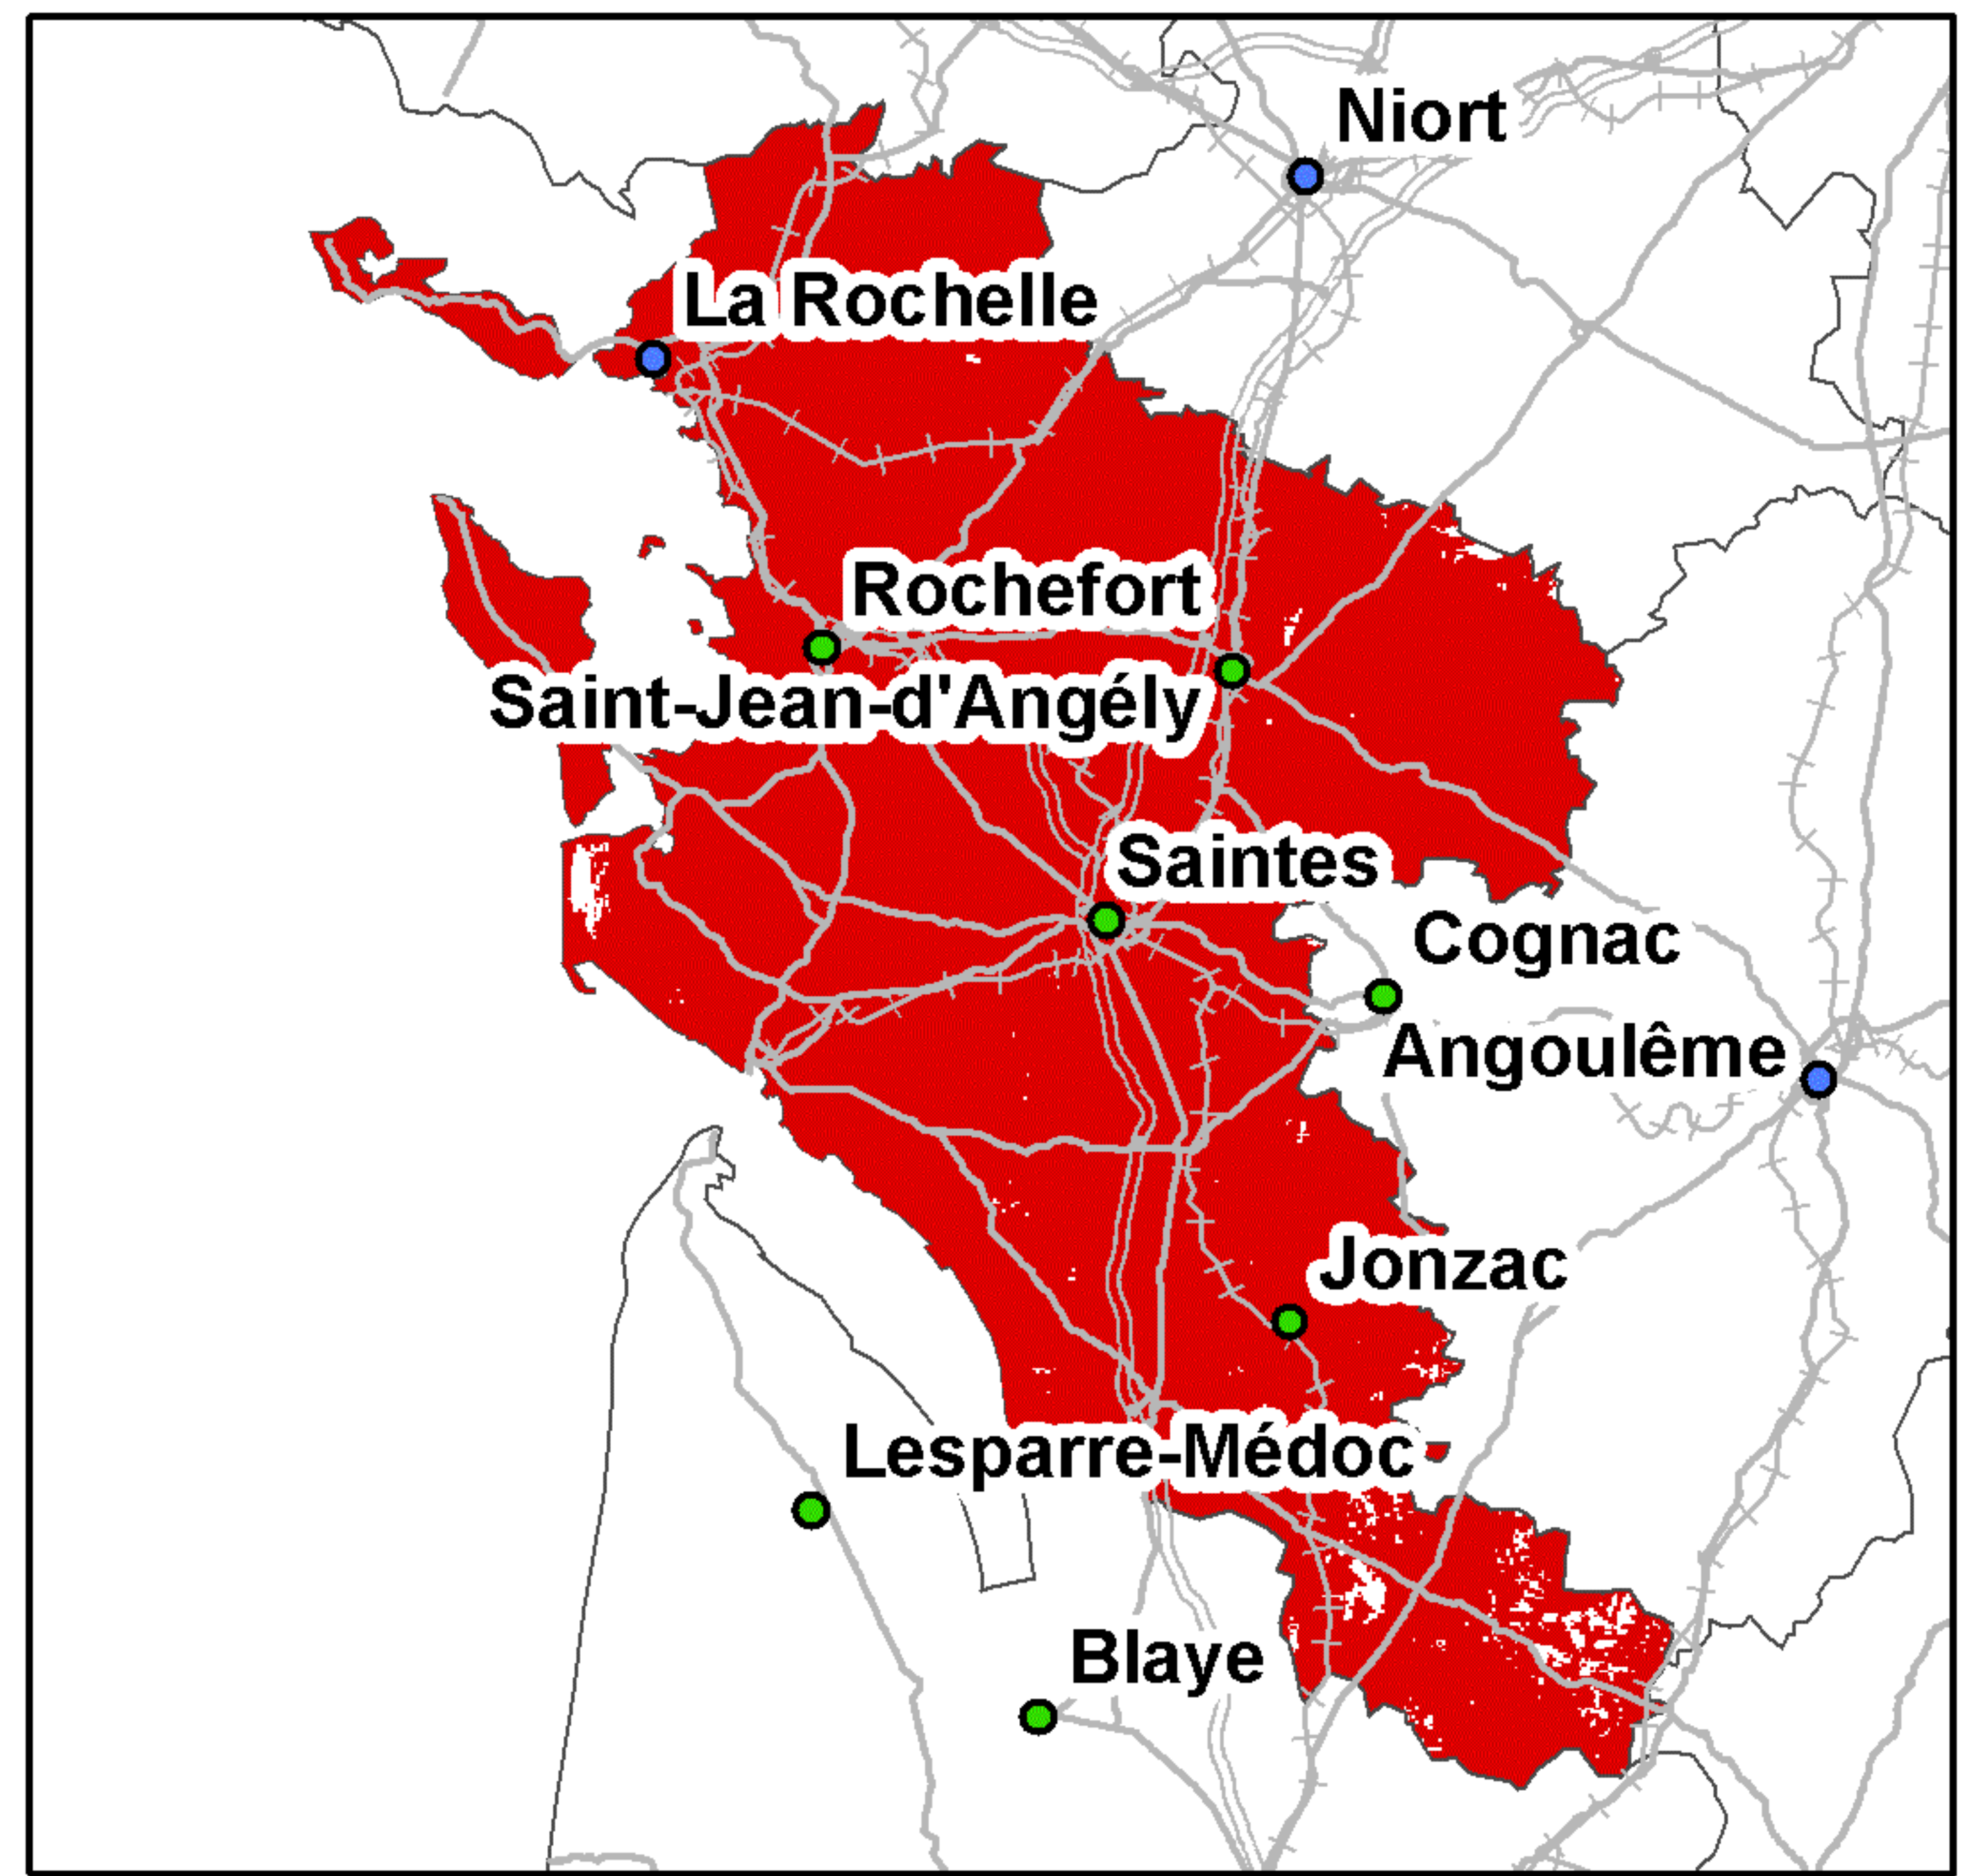 Niort
La Rochelle
Rochefort
Saint-Jean-d'Angély
Saintes
Cognac
Angoulême
Jonzac
Lesparre-Médoc
Blaye